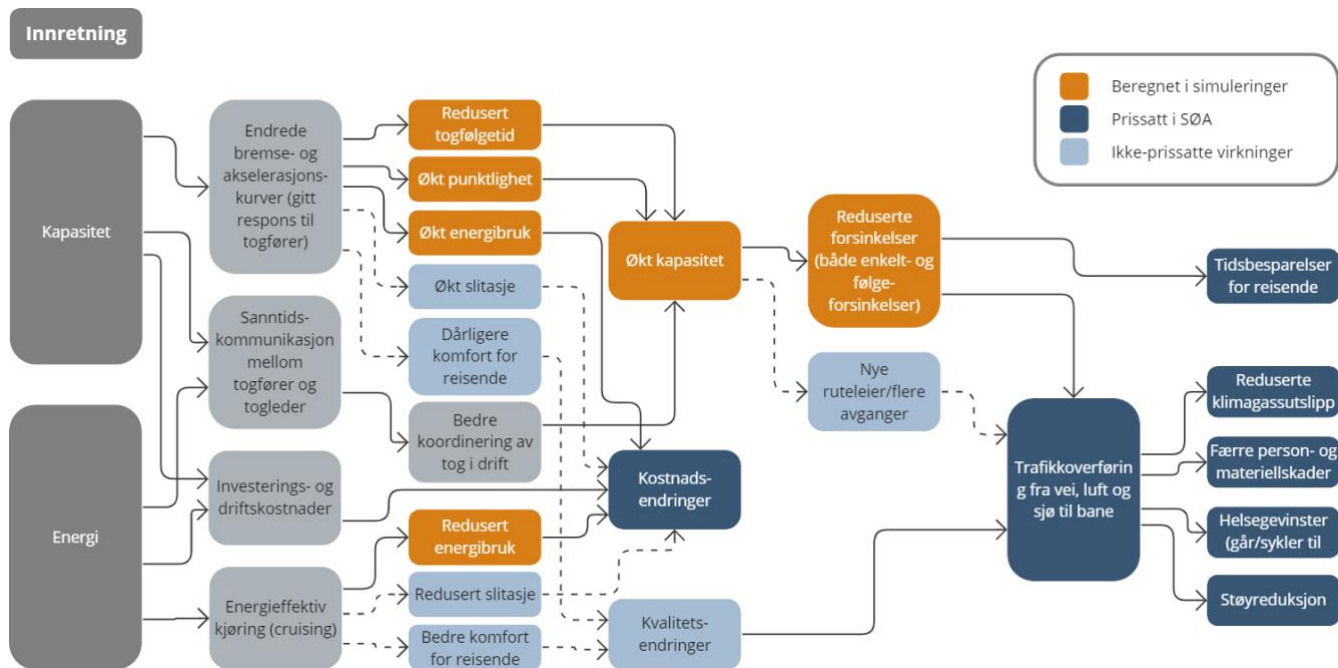 Innretning
Beregnet i simuleringer
Prissatt i SØA
Ikke-prissatte virkninger
Kapasitet
Energi
Endrede
bremse- og
akselerasjons-
kurver (gitt
respons til
togfører)
Sanntids-
kommunikasjon
mellom
togfører og
togleder
Investerings- og
driftskostnader
Energieffektiv
kjøring (cruising)
Redusert
togfølgetid
Økt punktlighet
Økt energibruk
Økt slitasje
Dårligere
komfort for
reisende
Bedre
koordinering av
tog i drift
Redusert
energibruk
Redusert slitasje
Bedre komfort
for reisende
Økt kapasitet
Kostnads-
endringer
Kvalitets-
endringer
Reduserte
forsinkelser
(både enkelt- og
følge-
forsinkelser)
Nye
ruteleier/flere
avganger
Trafikkoverførin
g fra vei, luft og
sjø til bane
Tidsbesparelser
for reisende
Reduserte
klimagassutslipp
Færre person- og
materiellskader
Helsegevinster
(går/sykler til
Støyreduksjon